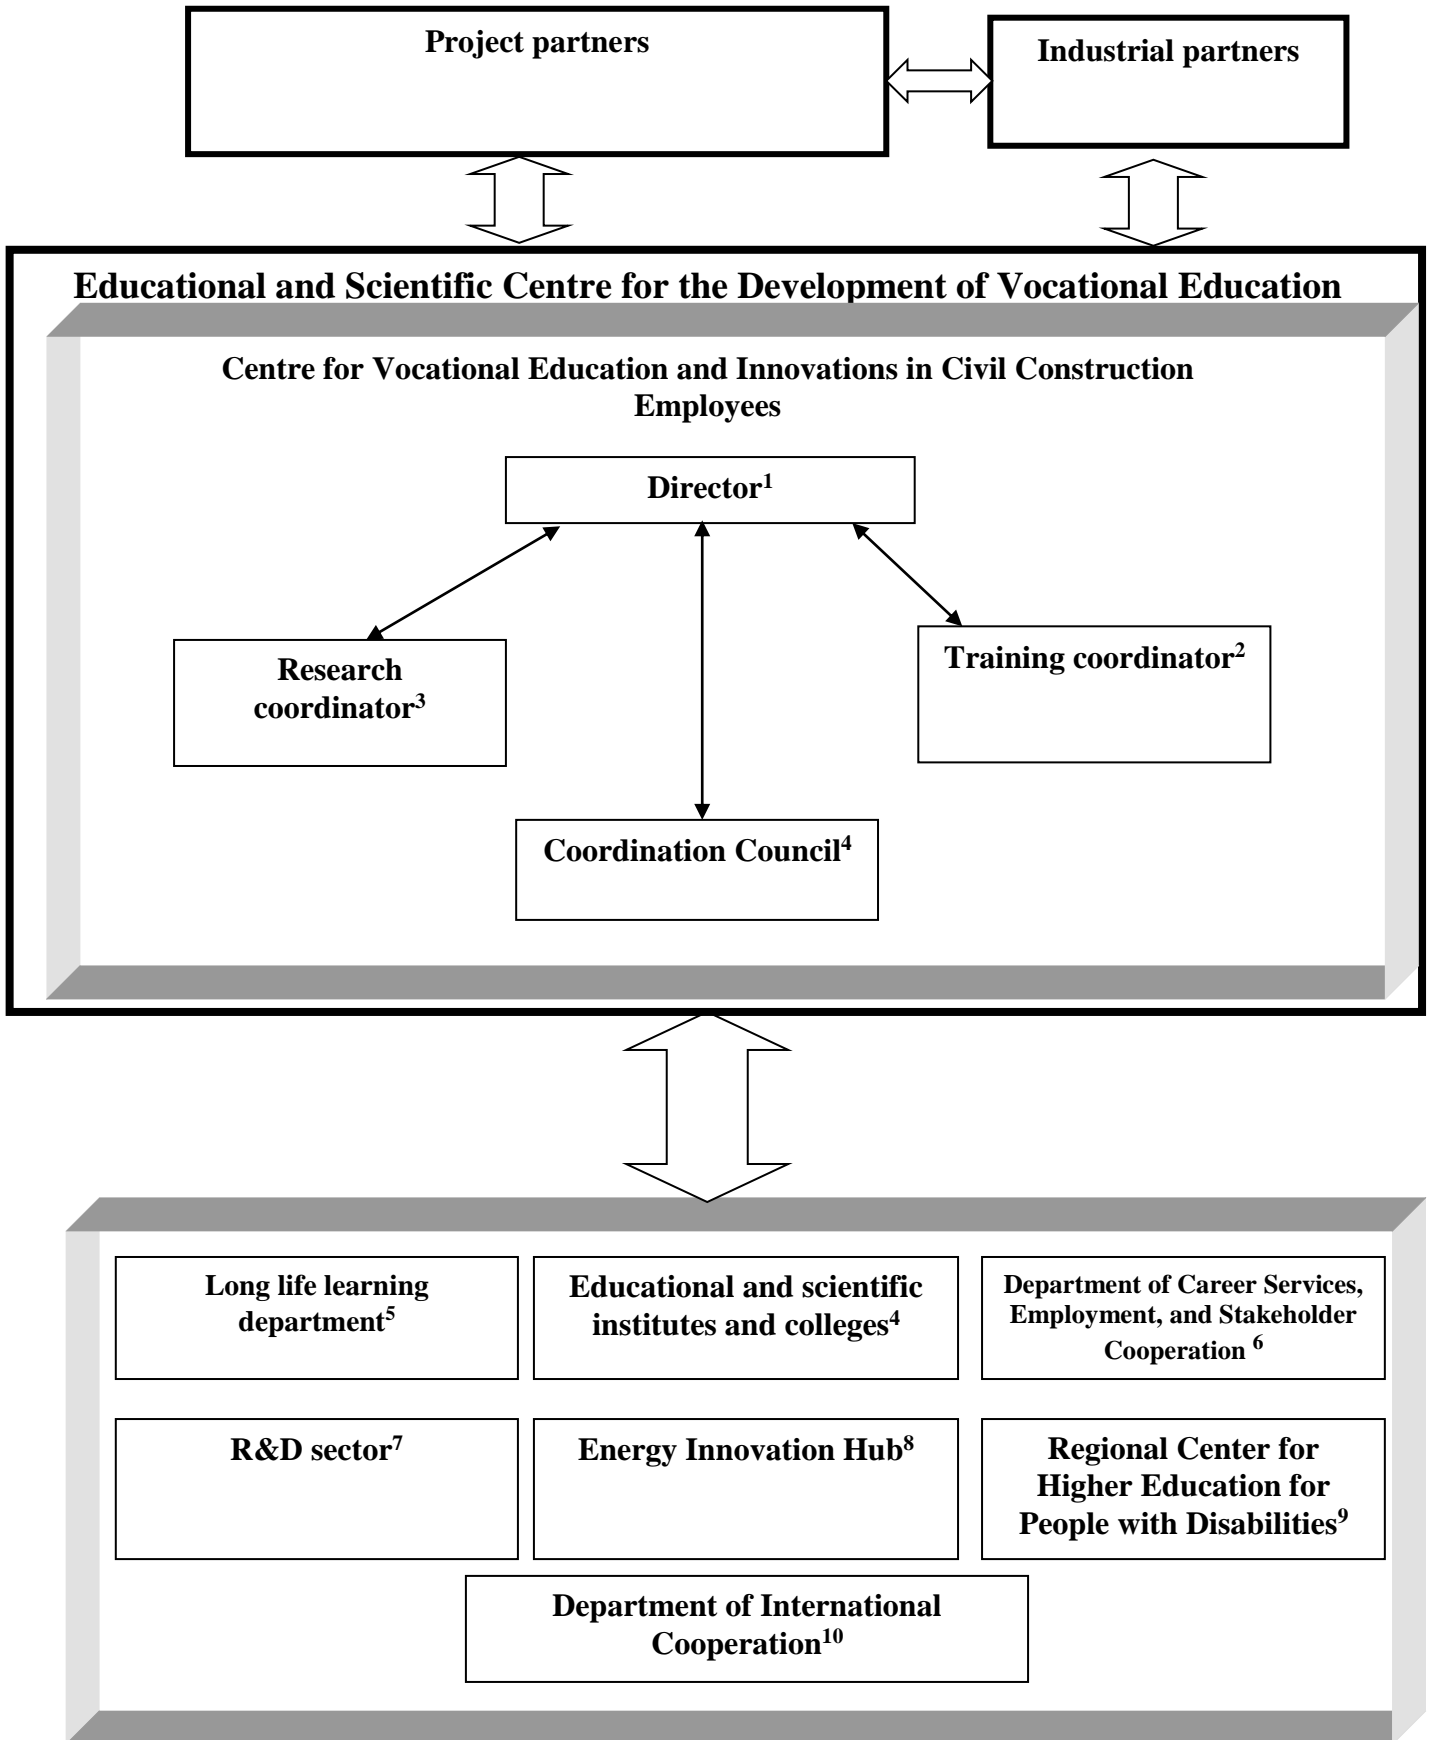 Project partners
Industrial partners
Educational and Scientific Centre for the Development of Vocational Education
Centre for Vocational Education and Innovations in Civil Construction
Employees
Director¹
Research
coordinator³
Training coordinator²
Coordination Council⁴
Long life learning
department⁵
Educational and scientific
institutes and colleges⁴
Department of Career Services,
Employment, and Stakeholder
Cooperation ⁶
R&D sector⁷
Energy Innovation Hub⁸
Regional Center for
Higher Education for
People with Disabilities⁹
Department of International
Cooperation¹⁰